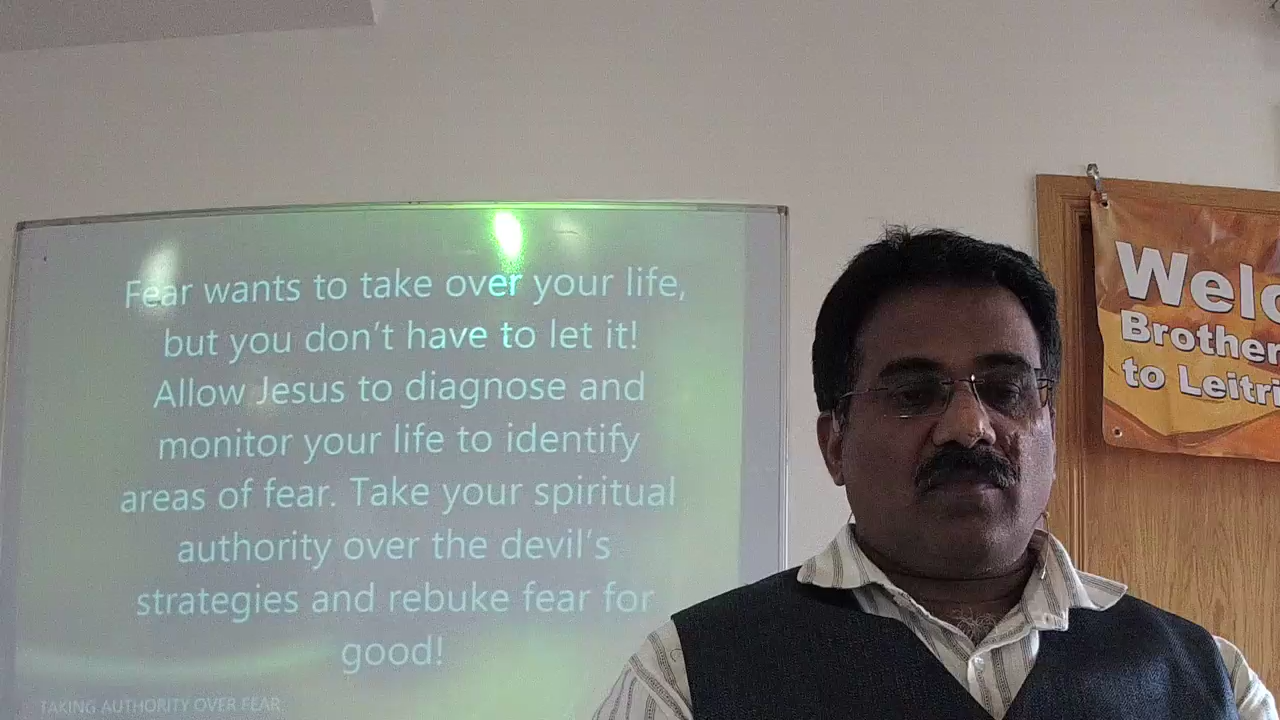 Fear wants to take over your life,
but you don't have to let it!
Allow Jesus to diagnose and
monitor your life to identify
areas of fear. Take your spiritual
authority over the devil's
strategies and rebuke fear for
good!
TAKING AUTHORITY OVER FEAR
Welc
Brother
to Leitri